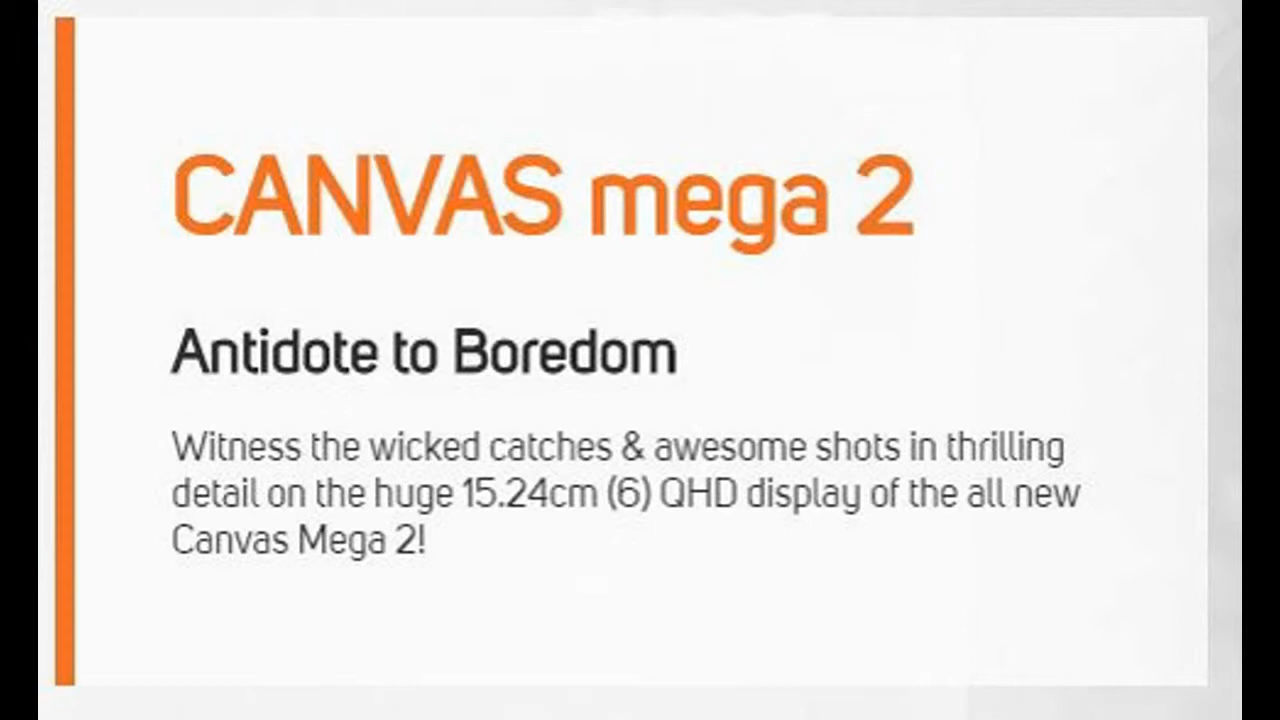 CANVAS mega 2
Antidote to Boredom
Witness the wicked catches & awesome shots in thrilling
detail on the huge 15.24cm (6) QHD display of the all new
Canvas Mega 2!